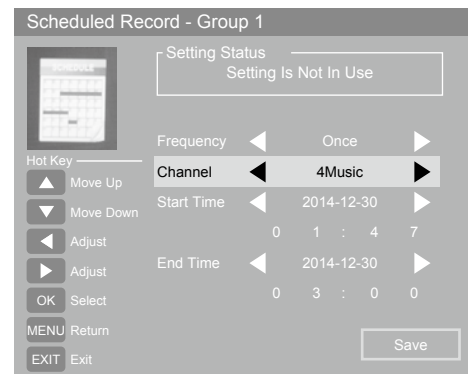 Scheduled Record - Group 1
SCHEDULE
Setting Status
Setting Is Not In Use
Frequency Once
Channel 4Music
Start Time 2014-12-30
0 1 : 4 7
End Time 2014-12-30
0 3 : 0 0
Save
Hot Key
Move Up
Move Down
Adjust
Adjust
OK Select
MENU Return
EXIT Exit